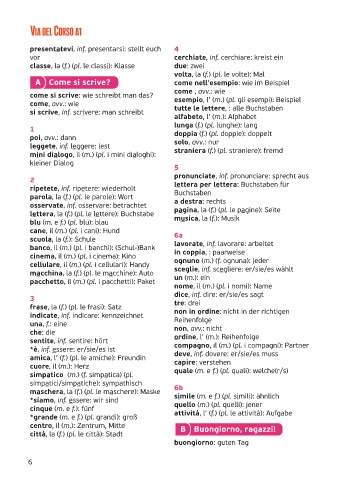 VIA DEL CORSO A1
presentatevi, inf. presentarsi: stellt euch
vor
classe, la (f.) (pl. le classi): Klasse
A Come si scrive?
come si scrive: wie schreibt man das?
come, avv.: wie
si scrive, inf. scrivere: man schreibt
1
poi, avv.: dann
leggete, inf. leggere: lest
mini dialogo, il (m.) (pl. i mini dialoghi):
kleiner Dialog
2
ripetete, inf. ripetere: wiederholt
parola, la (f.) (pl. le parole): Wort
osservate, inf. osservare: betrachtet
lettera, la (f.) (pl. le lettere): Buchstabe
blu (m. e f.) (pl. blu): blau
cane, il (m.) (pl. i cani): Hund
scuola, la (f.): Schule
banco, il (m.) (pl. i banchi): (Schul-)Bank
cinema, il (m.) (pl. i cinema): Kino
cellulare, il (m.) (pl. i cellulari): Handy
macchina, la (f.) (pl. le macchine): Auto
pacchetto, il (m.) (pl. i pacchetti): Paket
3
frase, la (f.) (pl. le frasi): Satz
indicate, inf. indicare: kennzeichnet
una, f.: eine
che: die
sentite, inf. sentire: hört
*è, inf. essere: er/sie/es ist
amica, l' (f.) (pl. le amiche): Freundin
cuore, il (m.): Herz
simpatico (m.) (f. simpatica) (pl.
simpatici/simpatiche): sympathisch
maschera, la (f.) (pl. le maschere): Maske
*siamo, inf. essere: wir sind
cinque (m. e f.): fünf
*grande (m. e f.) (pl. grandi): groß
centro, il (m.): Zentrum, Mitte
città, la (f.) (pl. le città): Stadt
4
cerchiate, inf. cerchiare: kreist ein
due: zwei
volta, la (f.) (pl. le volte): Mal
come nell'esempio: wie im Beispiel
come , avv.: wie
esempio, l' (m.) (pl. gli esempi): Beispiel
tutte le lettere, : alle Buchstaben
alfabeto, l' (m.): Alphabet
lunga (f.) (pl. lunghe): lang
doppia (f.) (pl. doppie): doppelt
solo, avv.: nur
straniera (f.) (pl. straniere): fremd
5
pronunciate, inf. pronunciare: sprecht aus
lettera per lettera: Buchstaben für
Buchstaben
a destra: rechts
pagina, la (f.) (pl. le pagine): Seite
musica, la (f.): Musik
6a
lavorate, inf. lavorare: arbeitet
in coppia, : paarweise
ognuno (m.) (f. ognuna): jeder
sceglie, inf. scegliere: er/sie/es wählt
un (m.): ein
nome, il (m.) (pl. i nomi): Name
dice, inf. dire: er/sie/es sagt
tre: drei
non in ordine: nicht in der richtigen
Reihenfolge
non, avv.: nicht
ordine, l' (m.): Reihenfolge
compagno, il (m.) (pl. i compagni): Partner
deve, inf. dovere: er/sie/es muss
capire: verstehen
quale (m. e f.) (pl. quali): welche(r/s)
6b
simile (m. e f.) (pl. simili): ähnlich
quello (m.) (pl. quelli): jener
attività, l' (f.) (pl. le attività): Aufgabe
B Buongiorno, ragazzi!
buongiorno: guten Tag
6